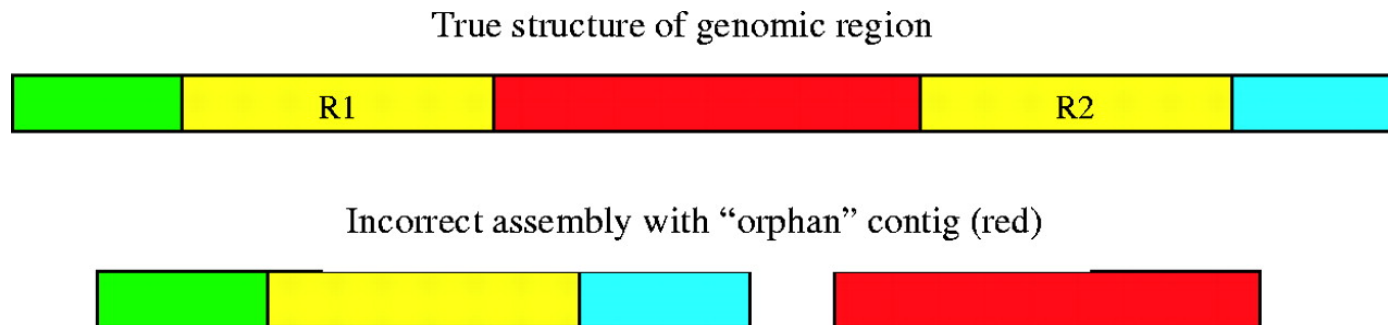 True structure of genomic region
R1 R2
Incorrect assembly with “orphan” contig (red)